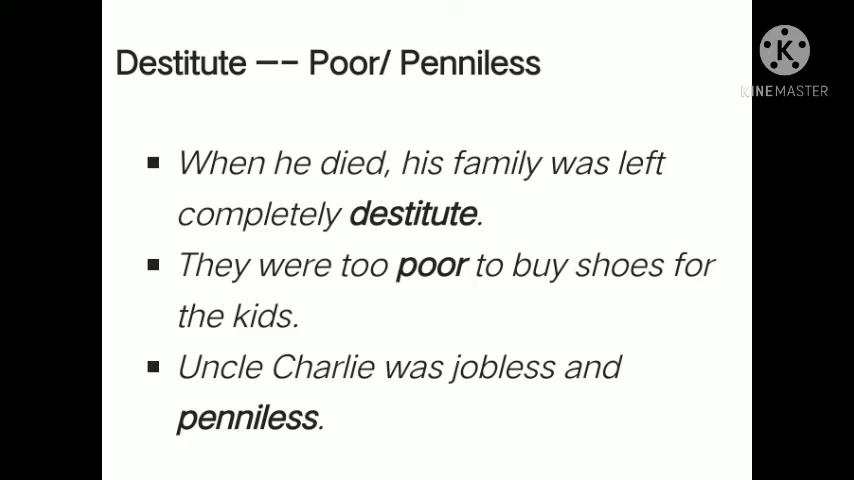 Destitute –-- Poor/ Penniless
K
KINEMASTER
▪ When he died, his family was left
completely destitute.
▪ They were too poor to buy shoes for
the kids.
▪ Uncle Charlie was jobless and
penniless.